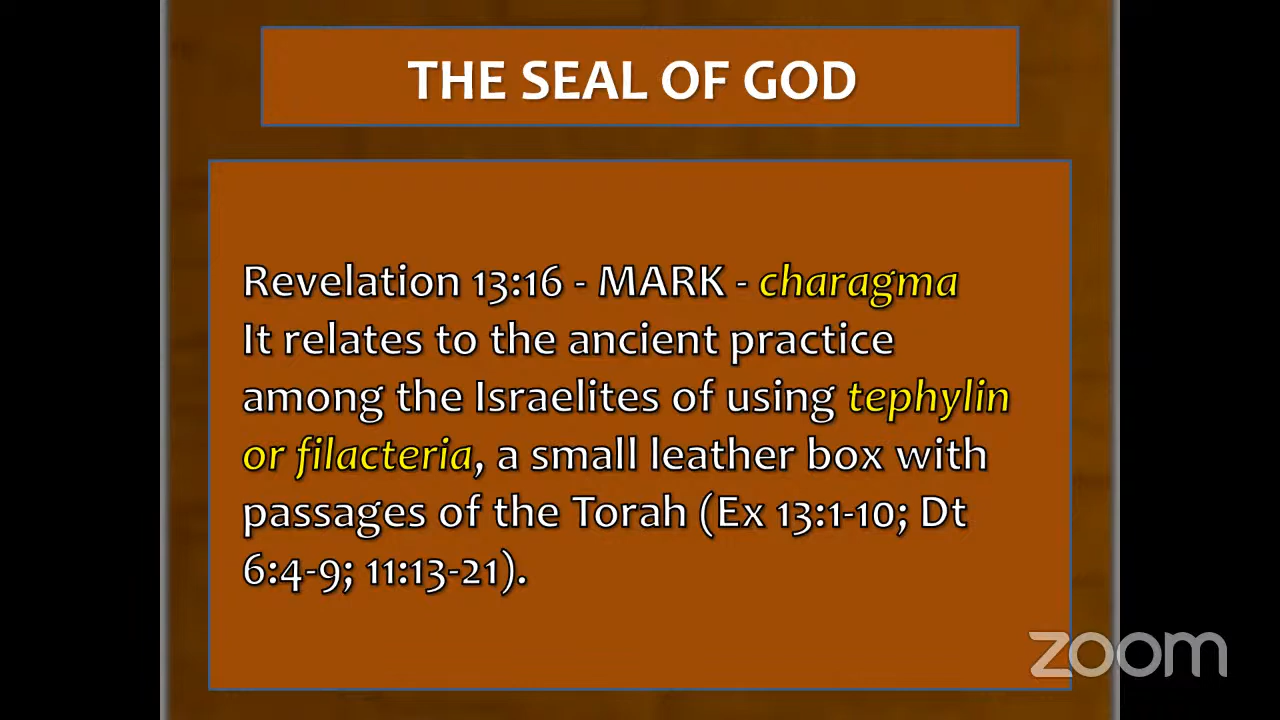 THE SEAL OF GOD
Revelation 13:16 - MARK - charagma
It relates to the ancient practice
among the Israelites of using tephylin
or filacteria, a small leather box with
passages of the Torah (Ex 13:1-10; Dt
6:4-9; 11:13-21).
zoom